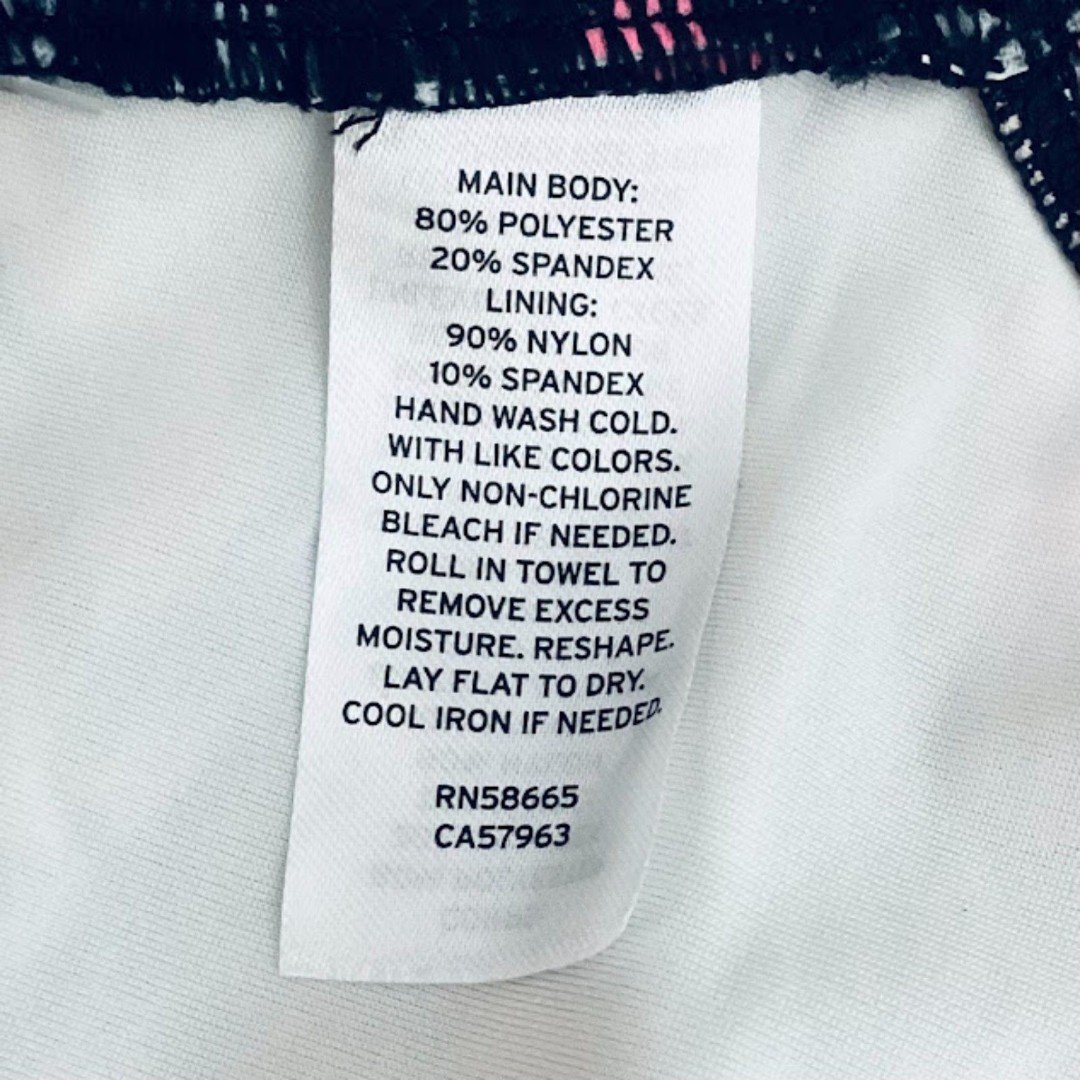 MAIN BODY:
80% POLYESTER
20% SPANDEX
LINING:
90% NYLON
10% SPANDEX
HAND WASH COLD.
WITH LIKE COLORS.
ONLY NON-CHLORINE
BLEACH IF NEEDED.
ROLL IN TOWEL TO
REMOVE EXCESS
MOISTURE. RESHAPE.
LAY FLAT TO DRY.
COOL IRON IF NEEDED.
RN58665
CA57963